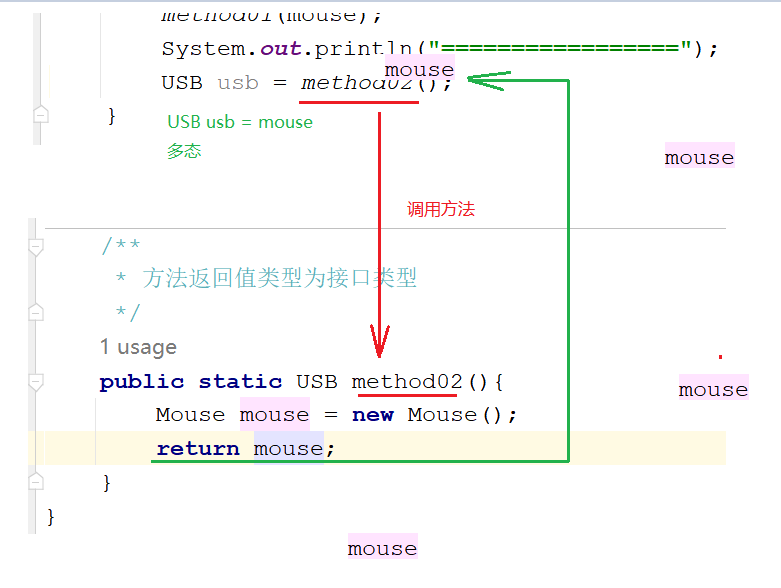 method01(mouse);
System.out.println("=================");
mouse
USB usb = method02();
}
USB usb = mouse
多态
mouse
调用方法
/**
* 方法返回值类型为接口类型
*/
1 usage
public static USB method02(){
mouse
Mouse mouse = new Mouse();
return mouse;
}
}
mouse